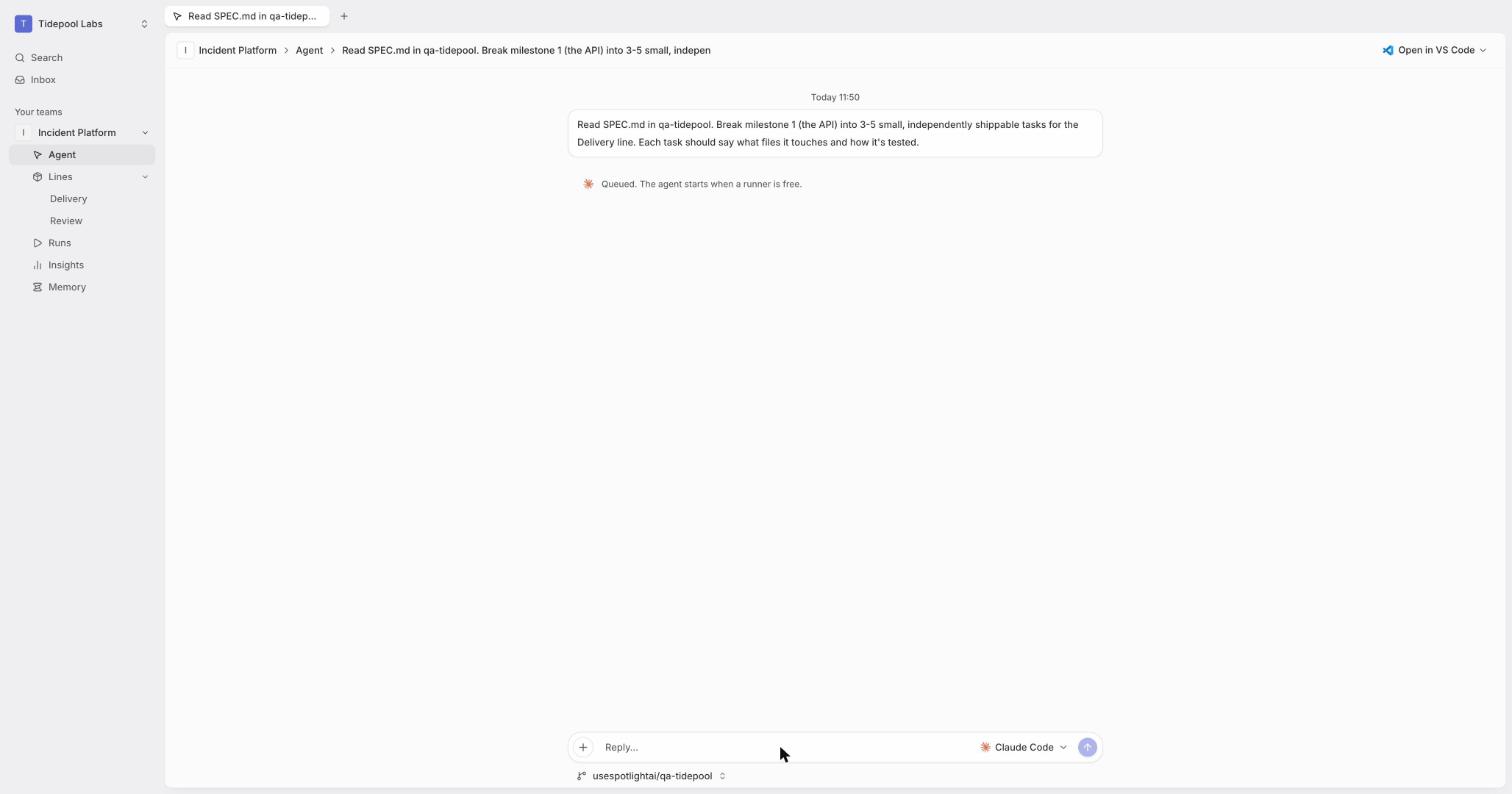 T
Tidepool Labs
Search
Inbox
Your teams
I
Incident Platform
Agent
Lines
Delivery
Review
Runs
Insights
Memory
Read SPEC.md in qa-tidep...
I
Incident Platform
Agent
Read SPEC.md in qa-tidepool. Break milestone 1 (the API) into 3-5 small, indepen
Open in VS Code
Today 11:50
Read SPEC.md in qa-tidepool. Break milestone 1 (the API) into 3-5 small, independently shippable tasks for the
Delivery line. Each task should say what files it touches and how it's tested.
Queued. The agent starts when a runner is free.
Reply...
Claude Code
usespotlightai/qa-tidepool